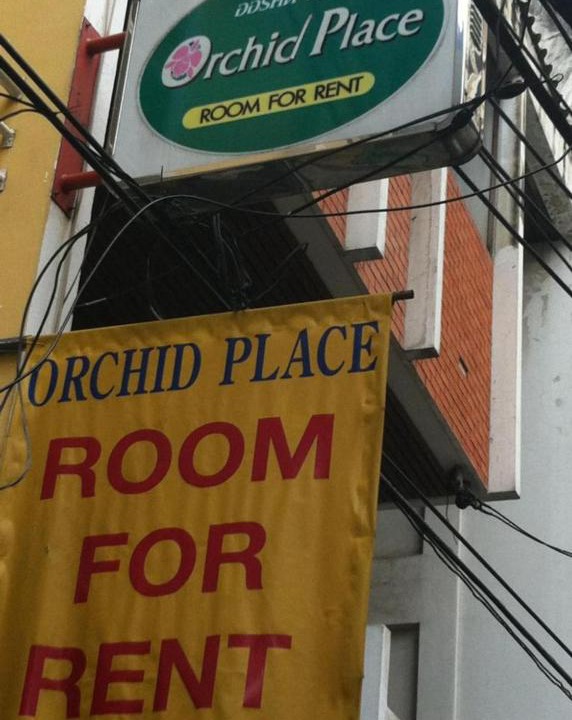 Orchid Place
ROOM FOR RENT
ORCHID PLACE
ROOM
FOR
RENT